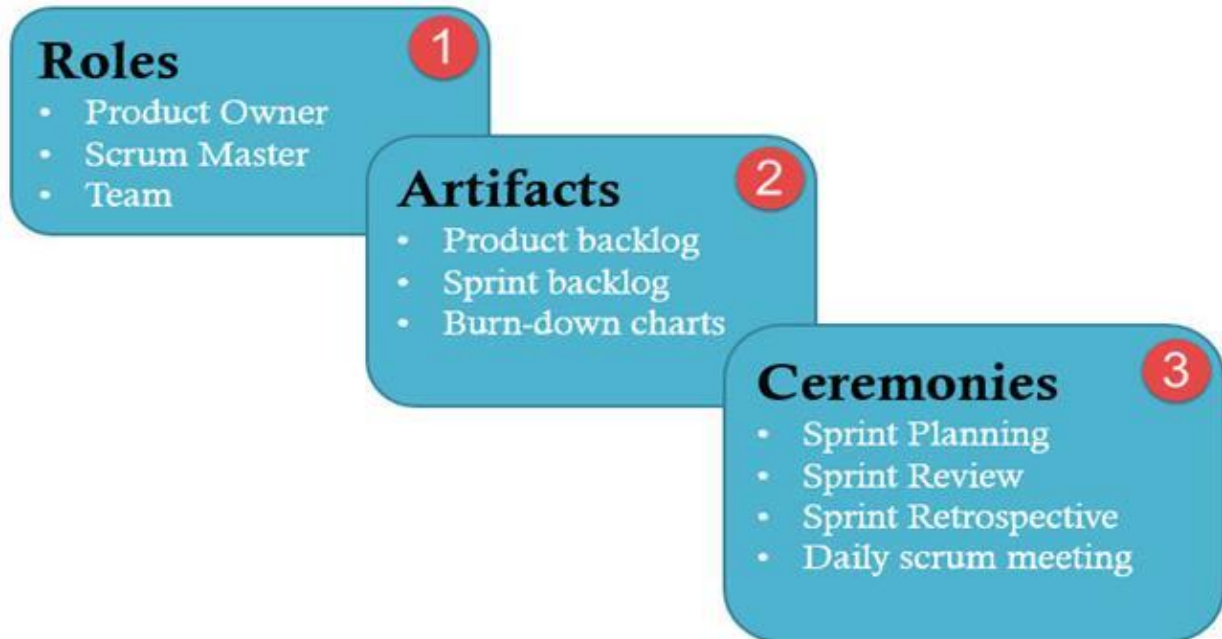 1
Roles
• Product Owner
• Scrum Master
• Team
2
Artifacts
• Product backlog
• Sprint backlog
• Burn-down charts
3
Ceremonies
• Sprint Planning
• Sprint Review
• Sprint Retrospective
• Daily scrum meeting